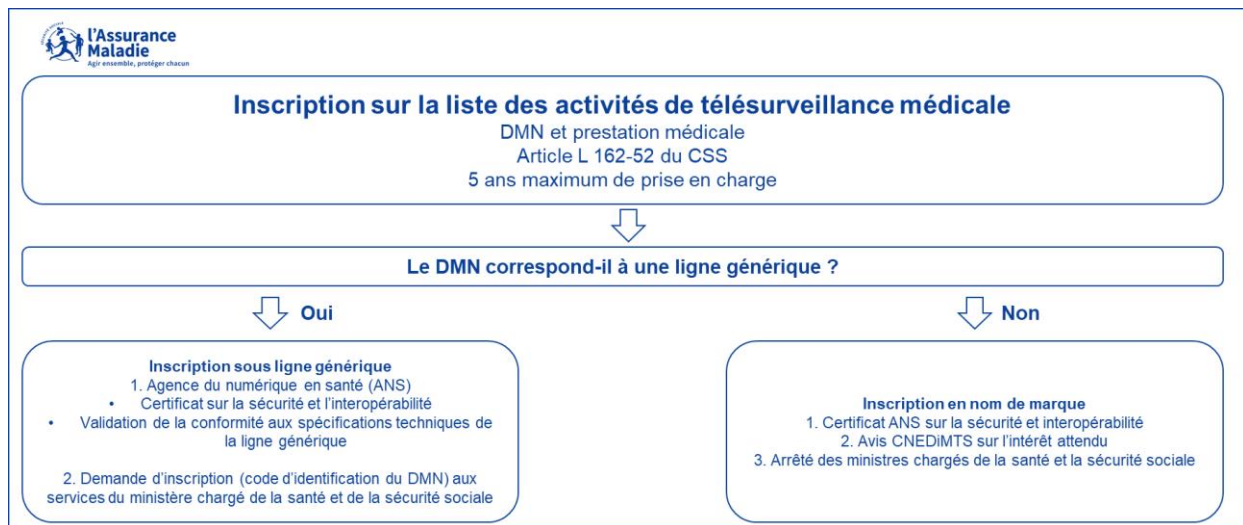 l'Assurance
Maladie
Agir ensemble, protéger chacun
Inscription sur la liste des activités de télésurveillance médicale
DMN et prestation médicale
Article L 162-52 du CSS
5 ans maximum de prise en charge
Le DMN correspond-il à une ligne générique ?
Oui
Non
Inscription sous ligne générique
1. Agence du numérique en santé (ANS)
• Certificat sur la sécurité et l'interopérabilité
• Validation de la conformité aux spécifications techniques de
la ligne générique
2. Demande d'inscription (code d'identification du DMN) aux
services du ministère chargé de la santé et de la sécurité sociale
Inscription en nom de marque
1. Certificat ANS sur la sécurité et interopérabilité
2. Avis CNEDiMTS sur l'intérêt attendu
3. Arrêté des ministres chargés de la santé et la sécurité sociale